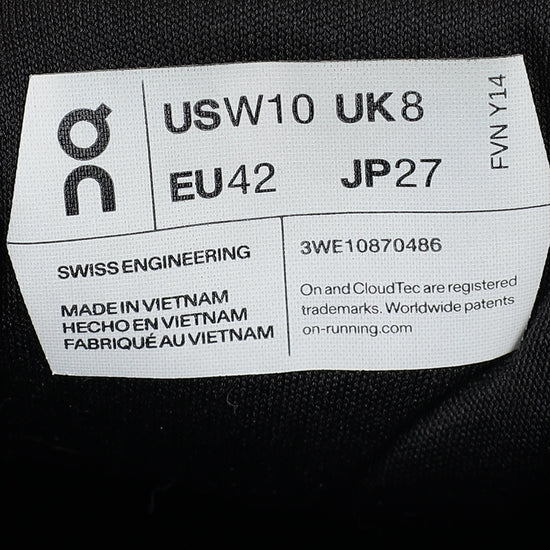 On
USW10 UK8
EU42 JP27
FVN Y14
SWISS ENGINEERING
MADE IN VIETNAM
HECHO EN VIETNAM
FABRIQUÉ AU VIETNAM
3WE10870486
On and CloudTec are registered
trademarks. Worldwide patents
on-running.com